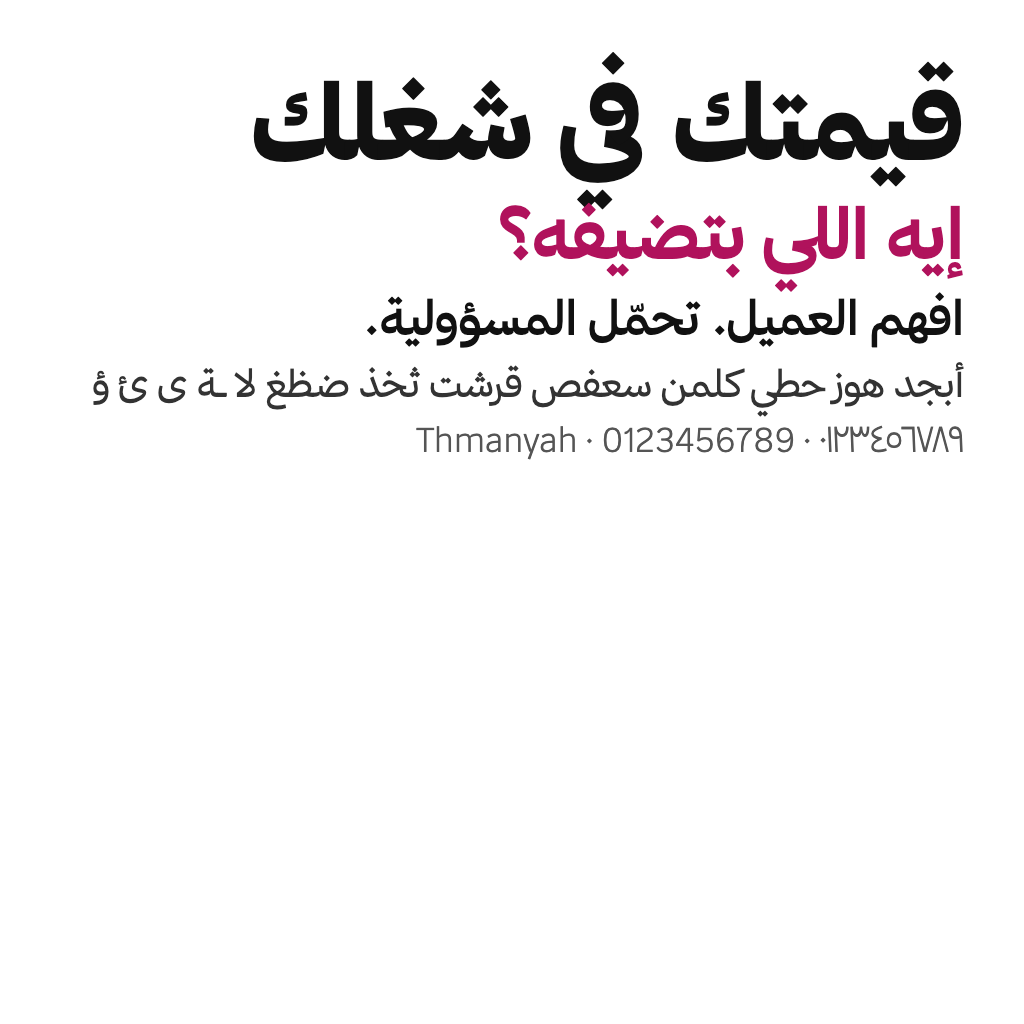 قيمتك في شغلك
إيه اللي بتضيفه؟
افهم العميل. تحمّل المسؤولية.
أبجد هوز حطي كلمن سعفص قرشت ثخذ ضظغ لا ـة ى ئ ؤ
٠١٢٣٤٥٦٧٨٩ · Thmanyah · 0123456789